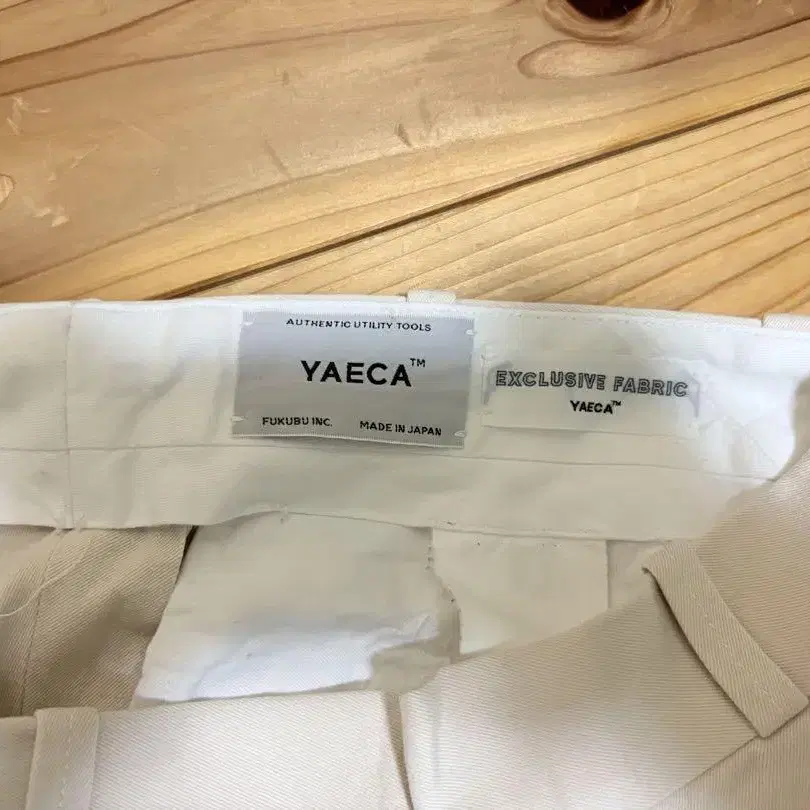 AUTHENTIC UTILITY TOOLS
YAECA™
FUKUBU INC. MADE IN JAPAN
EXCLUSIVE FABRIC
YAECA™